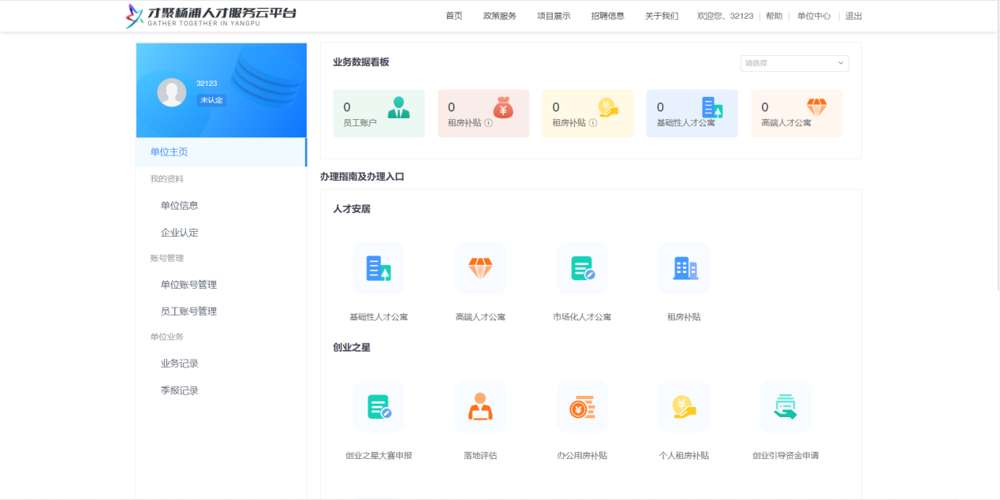 才聚杨浦人才服务云平台
GATHER TOGETHER IN YANGPU
首页 政策服务 项目展示 招聘信息 关于我们 欢迎您，32123 | 帮助 | 单位中心 | 退出
32123
未认定
单位主页
我的资料
单位信息
企业认定
账号管理
单位账号管理
员工账号管理
单位业务
业务记录
季报记录
业务数据看板
请选择
0 0 0 0 0
员工账户 租房补贴 租房补贴 基础性人才公寓 高端人才公寓
办理指南及办理入口
人才安居
基础性人才公寓 高端人才公寓 市场化人才公寓 租房补贴
创业之星
创业之星大赛申报 落地评估 办公用房补贴 个人租房补贴 创业引导资金申请